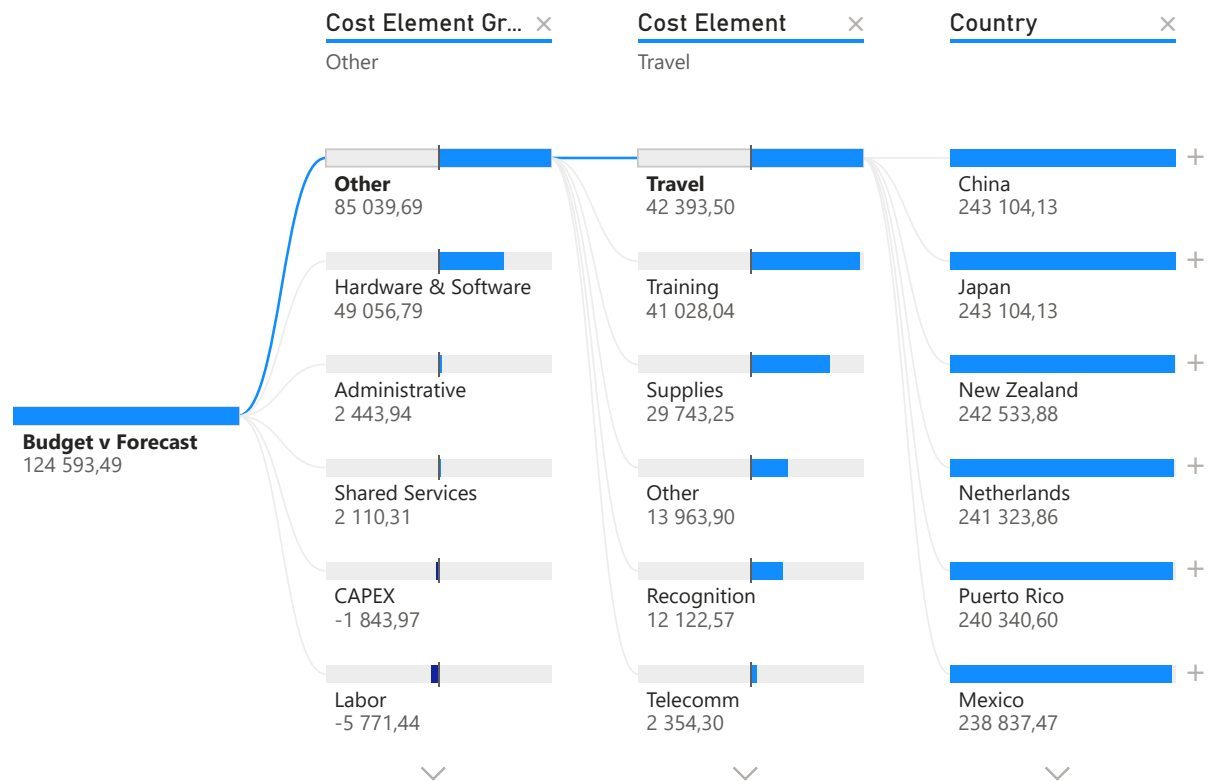 Cost Element Gr... ×
Other
Cost Element ×
Travel
Country ×
Budget v Forecast
124 593,49
Other
85 039,69
Hardware & Software
49 056,79
Administrative
2 443,94
Shared Services
2 110,31
CAPEX
-1 843,97
Labor
-5 771,44
Travel
42 393,50
Training
41 028,04
Supplies
29 743,25
Other
13 963,90
Recognition
12 122,57
Telecomm
2 354,30
China
243 104,13
Japan
243 104,13
New Zealand
242 533,88
Netherlands
241 323,86
Puerto Rico
240 340,60
Mexico
238 837,47